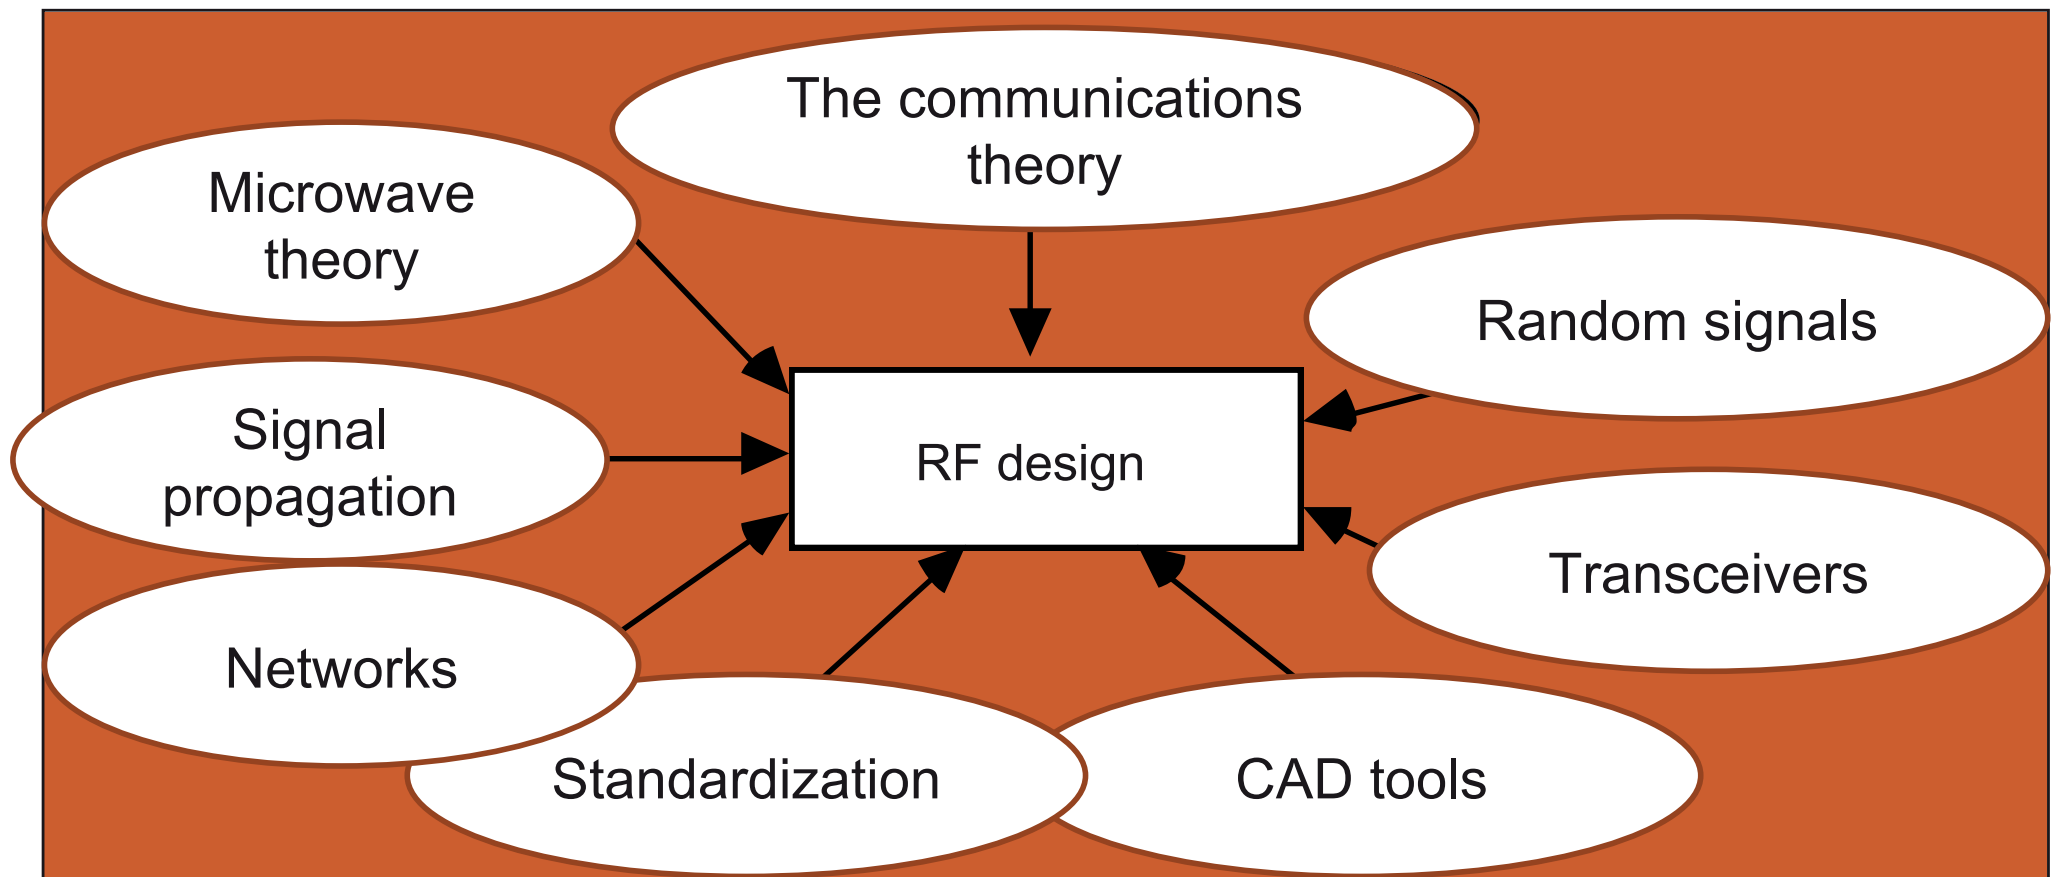 The communications
theory
Microwave
theory
Random signals
Signal
propagation
RF design
Transceivers
Networks
Standardization
CAD tools